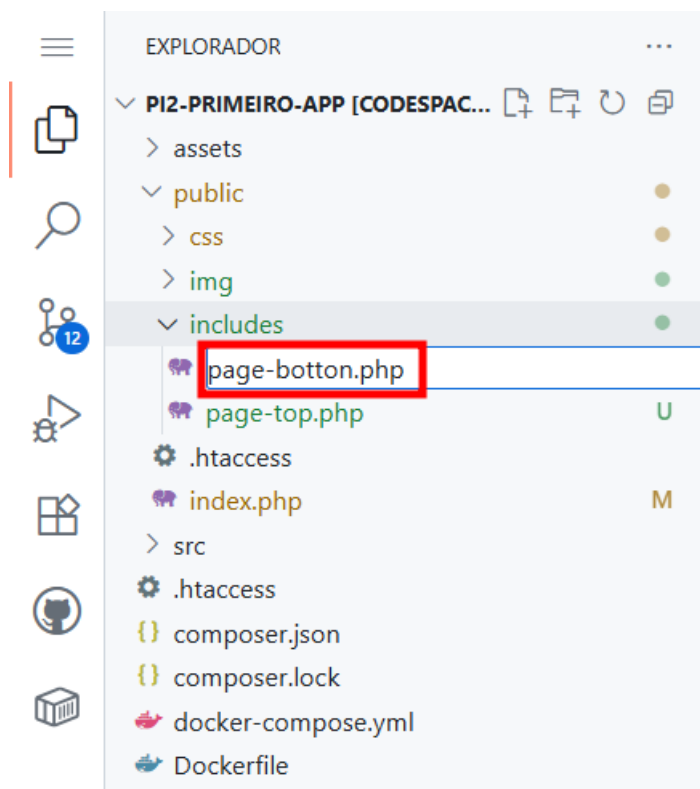 EXPLORADOR
PI2-PRIMEIRO-APP [CODESPAC...
assets
public
css
img
includes
12
page-botton.php
page-top.php U
.htaccess
index.php M
src
.htaccess
{} composer.json
{} composer.lock
docker-compose.yml
Dockerfile